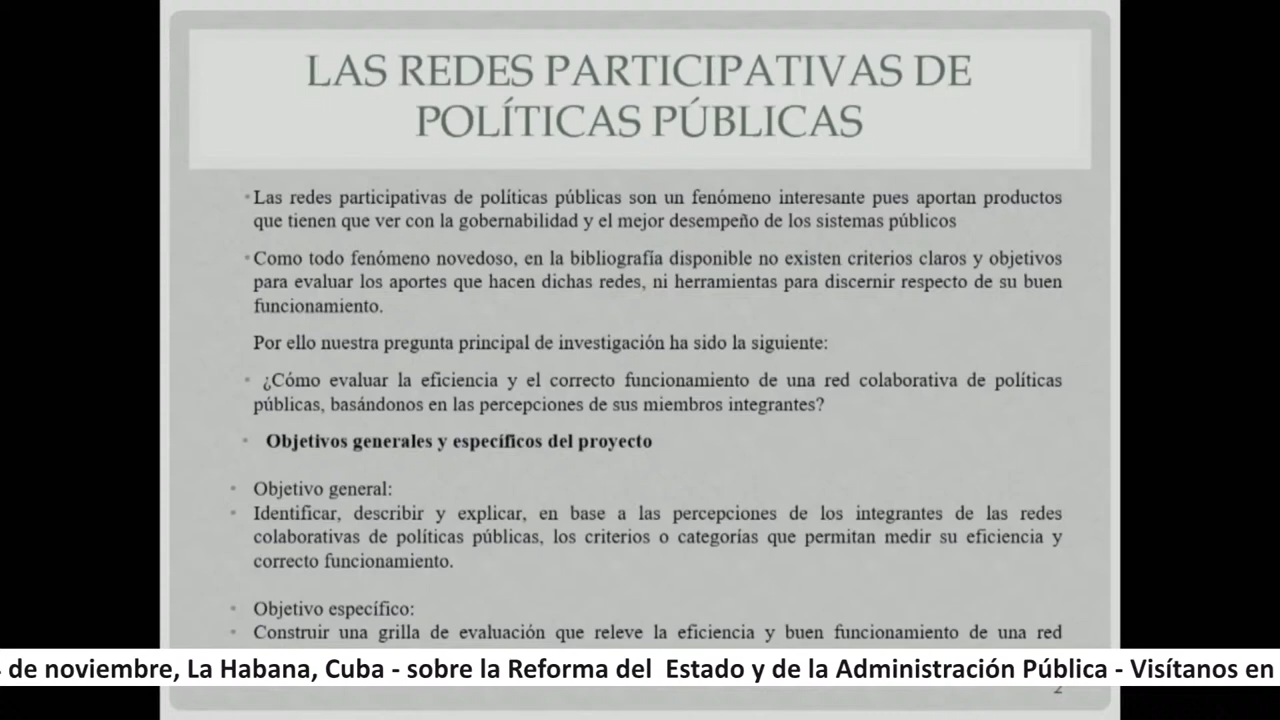 LAS REDES PARTICIPATIVAS DE
POLÍTICAS PÚBLICAS
Las redes participativas de políticas públicas son un fenómeno interesante pues aportan productos
que tienen que ver con la gobernabilidad y el mejor desempeño de los sistemas públicos
Como todo fenómeno novedoso, en la bibliografía disponible no existen criterios claros y objetivos
para evaluar los aportes que hacen dichas redes, ni herramientas para discernir respecto de su buen
funcionamiento.
Por ello nuestra pregunta principal de investigación ha sido la siguiente:
¿Cómo evaluar la eficiencia y el correcto funcionamiento de una red colaborativa de políticas
públicas, basándonos en las percepciones de sus miembros integrantes?
Objetivos generales y específicos del proyecto
Objetivo general:
Identificar, describir y explicar, en base a las percepciones de los integrantes de las redes
colaborativas de políticas públicas, los criterios o categorías que permitan medir su eficiencia y
correcto funcionamiento.
Objetivo específico:
Construir una grilla de evaluación que releve la eficiencia y buen funcionamiento de una red
de noviembre, La Habana, Cuba - sobre la Reforma del Estado y de la Administración Pública - Visítanos en
2